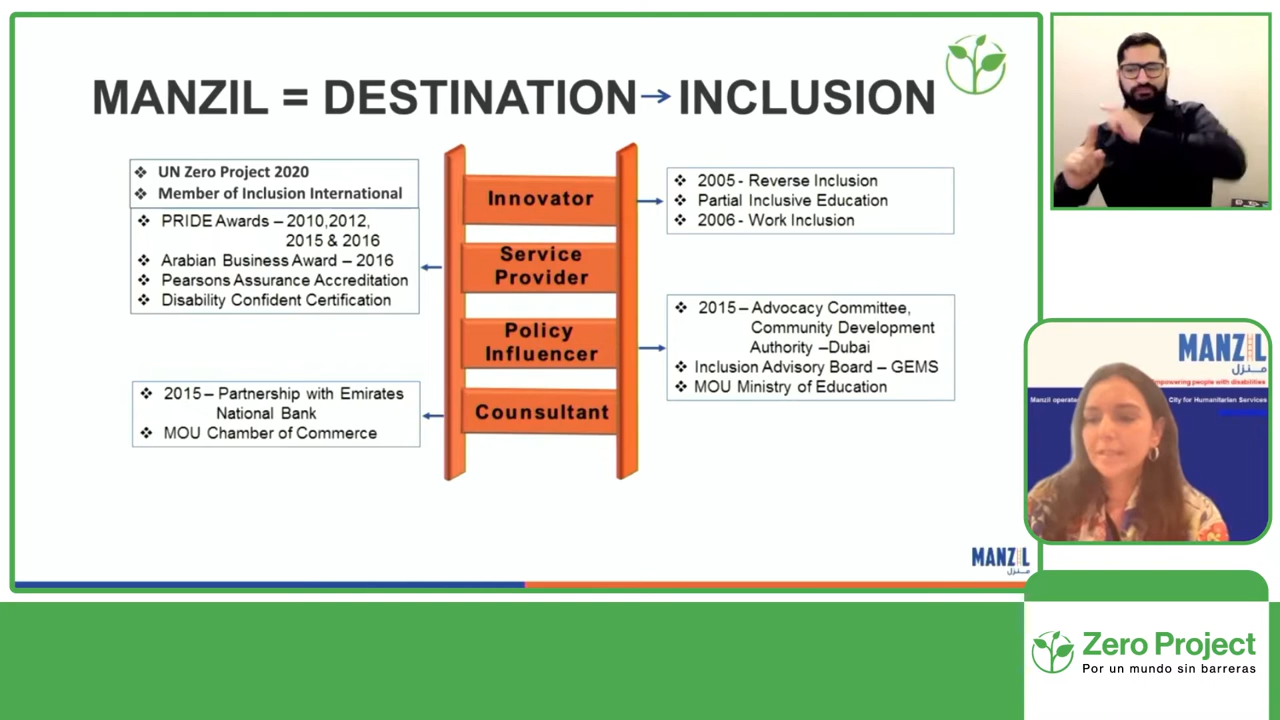 MANZIL = DESTINATION → INCLUSION
❖ UN Zero Project 2020
❖ Member of Inclusion International
❖ PRIDE Awards – 2010,2012,
2015 & 2016
❖ Arabian Business Award – 2016
❖ Pearsons Assurance Accreditation
❖ Disability Confident Certification
❖ 2015 – Partnership with Emirates
National Bank
❖ MOU Chamber of Commerce
Innovator
Service
Provider
Policy
Influencer
Counsultant
❖ 2005 - Reverse Inclusion
❖ Partial Inclusive Education
❖ 2006 - Work Inclusion
❖ 2015 – Advocacy Committee,
Community Development
Authority –Dubai
❖ Inclusion Advisory Board – GEMS
❖ MOU Ministry of Education
MANZIL
منزل
MANZIL
منزل
empowering people with disabilities
Manzil City for Humanitarian Services
Zero Project
Por un mundo sin barreras